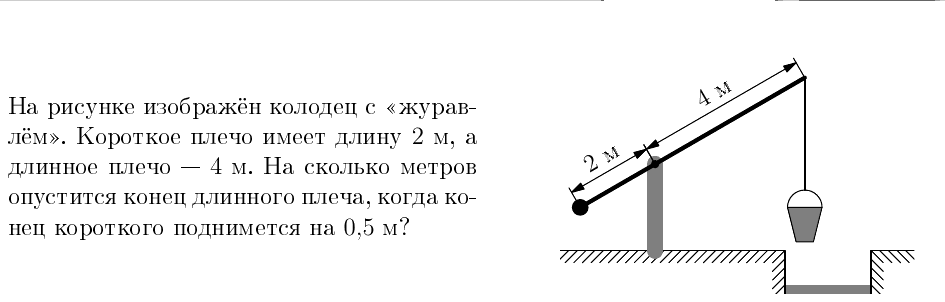 На рисунке изображён колодец с «журав-
лём». Короткое плечо имеет длину 2 м, а
длинное плечо — 4 м. На сколько метров
опустится конец длинного плеча, когда ко-
нец короткого поднимется на 0,5 м?
4 м
2 м